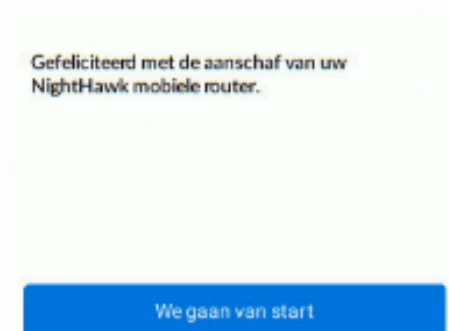 Gefeliciteerd met de aanschaf van uw
NightHawk mobiele router.
We gaan van start